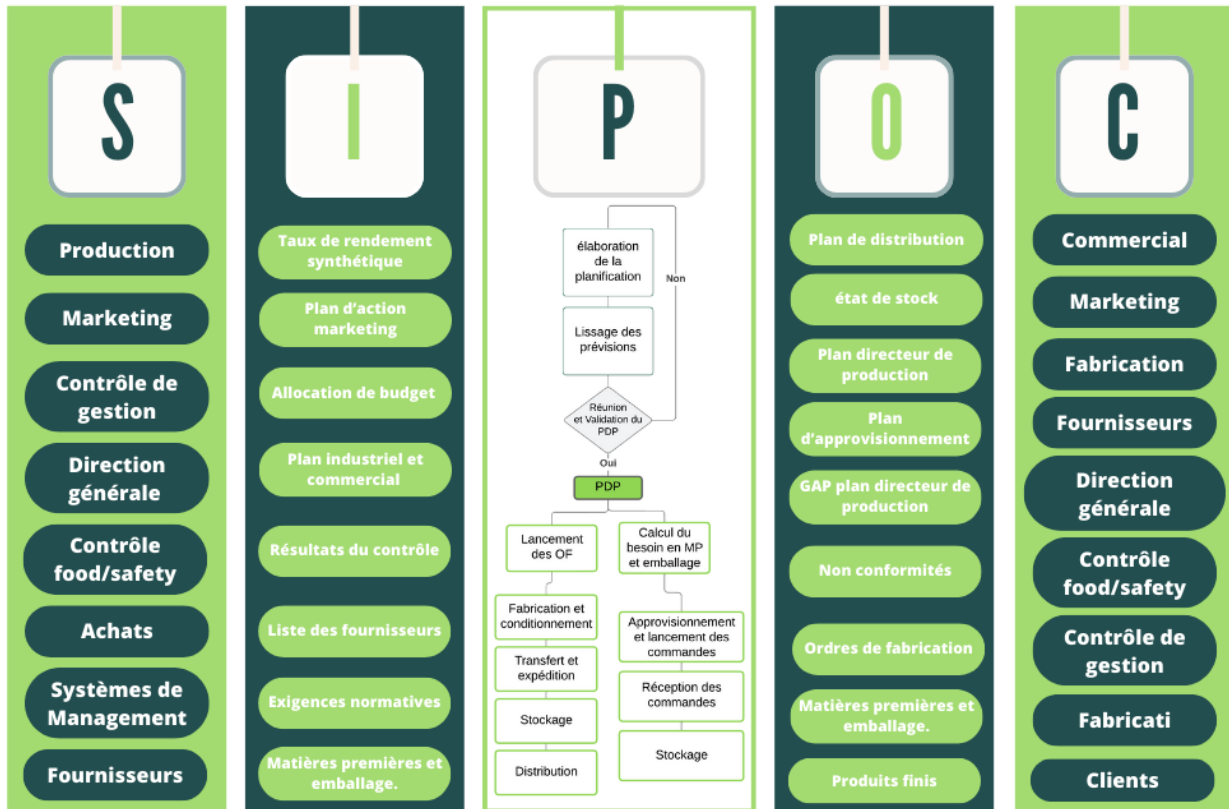 S
Production
Marketing
Contrôle de
gestion
Direction
générale
Contrôle
food/safety
Achats
Systèmes de
Management
Fournisseurs
I
Taux de rendement
synthétique
Plan d'action
marketing
Allocation de budget
Plan industriel et
commercial
Résultats du contrôle
Liste des fournisseurs
Exigences normatives
Matières premières et
emballage.
P
élaboration
de la
planification
Non
Lissage des
prévisions
Réunion
et Validation du
PDP
Oui
PDP
Lancement
des OF
Fabrication et
conditionnement
Transfert et
expédition
Stockage
Distribution
Calcul du
besoin en MP
et emballage
Approvisionnement
et lancement des
commandes
Réception des
commandes
Stockage
O
Plan de distribution
état de stock
Plan directeur de
production
Plan
d'approvisionnement
GAP plan directeur de
production
Non conformités
Ordres de fabrication
Matières premières et
emballage.
Produits finis
C
Commercial
Marketing
Fabrication
Fournisseurs
Direction
générale
Contrôle
food/safety
Contrôle de
gestion
Fabricati
Clients